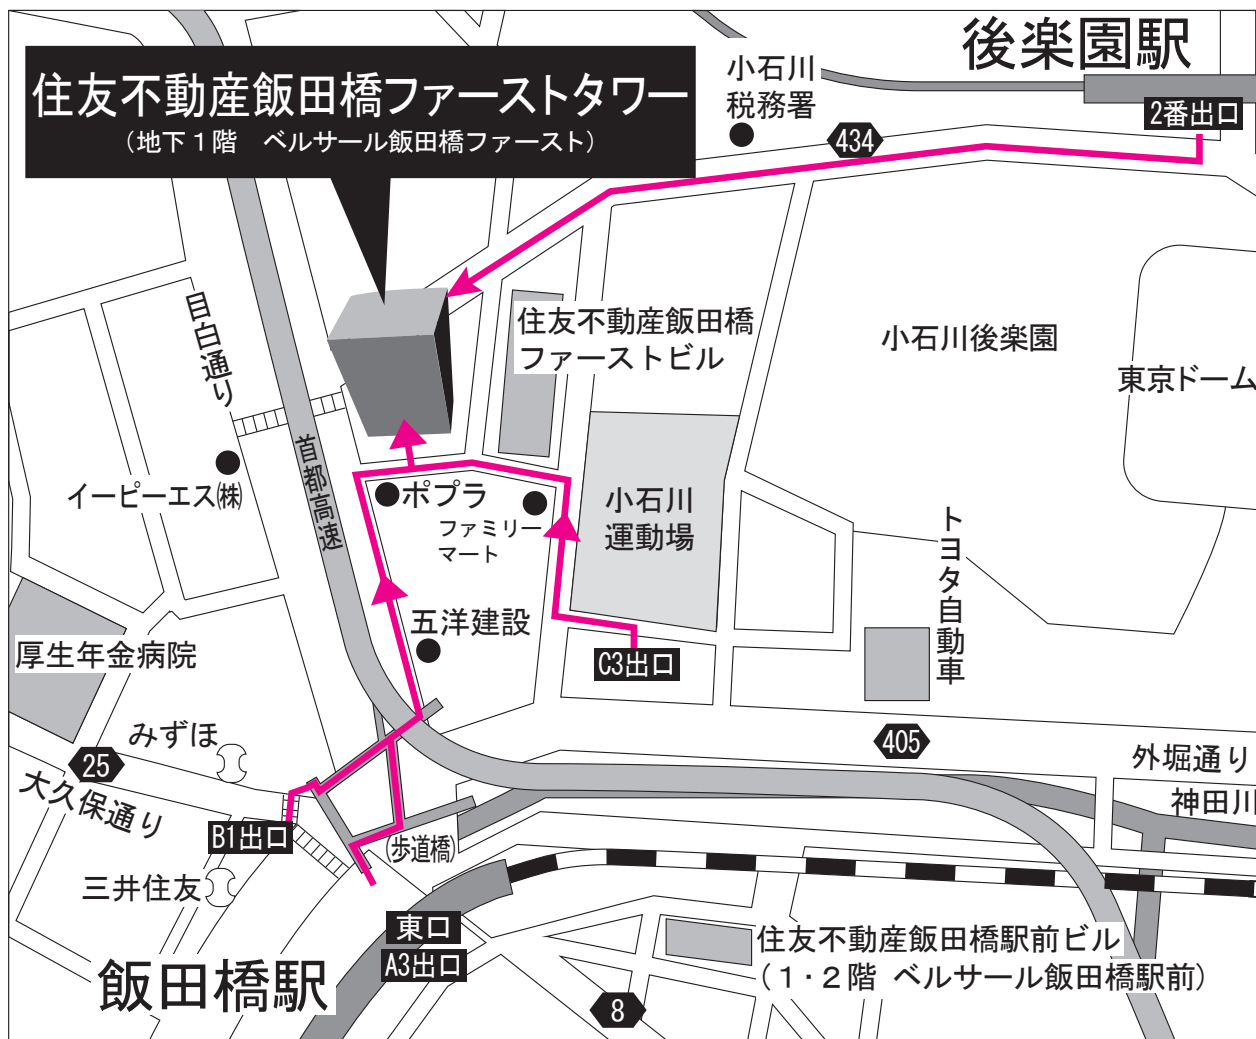 後楽園駅
2番出口
住友不動産飯田橋ファーストタワー
（地下1階　ベルサール飯田橋ファースト）
小石川
税務署
434
目白通り
住友不動産飯田橋
ファーストビル
小石川後楽園
東京ドーム
首都高速
イーピーエス㈱
ポプラ
ファミリー
マート
小石川
運動場
トヨタ自動車
五洋建設
C3出口
厚生年金病院
みずほ
25
大久保通り
405
外堀通り
神田川
B1出口
(歩道橋)
三井住友
東口
A3出口
飯田橋駅
住友不動産飯田橋駅前ビル
（1・2階 ベルサール飯田橋駅前）
8